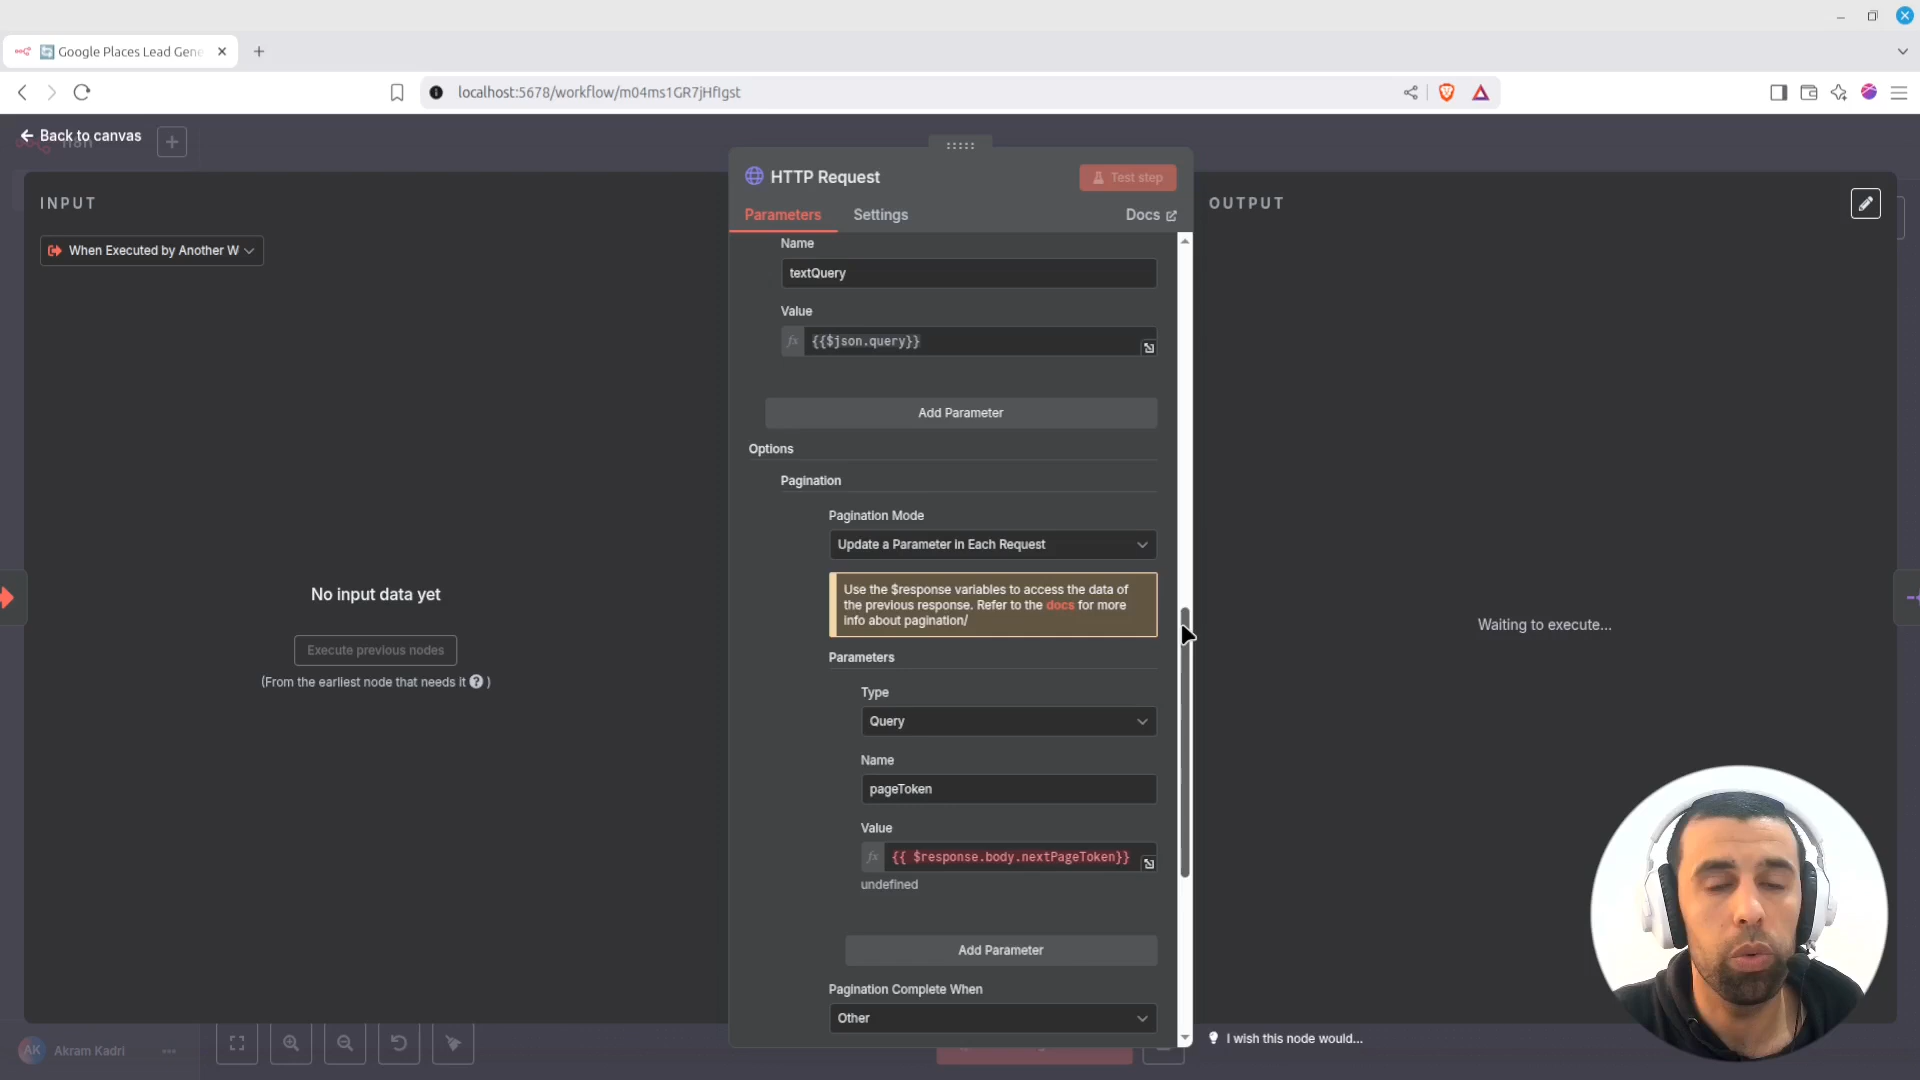 Google Places Lead Gene
localhost:5678/workflow/m04ms1GR7jHfIgst
Back to canvas
INPUT
When Executed by Another W
No input data yet
Execute previous nodes
(From the earliest node that needs it ? )
HTTP Request
Test step
Parameters
Settings
Docs
Name
textQuery
Value
fx {{$json.query}}
Add Parameter
Options
Pagination
Pagination Mode
Update a Parameter in Each Request
Use the $response variables to access the data of
the previous response. Refer to the docs for more
info about pagination/
Parameters
Type
Query
Name
pageToken
Value
fx {{ $response.body.nextPageToken}}
undefined
Add Parameter
Pagination Complete When
Other
OUTPUT
Waiting to execute...
I wish this node would...
AK Akram Kadri